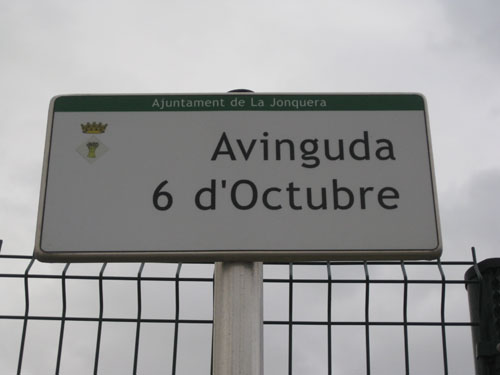 Ajuntament de La Jonquera
Avinguda
6 d'Octubre